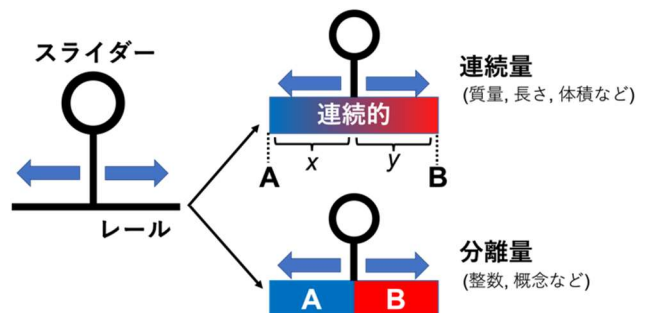 スライダー
レール
連続的
x
y
A
B
連続量
(質量, 長さ, 体積など)
A
B
分離量
(整数, 概念など)